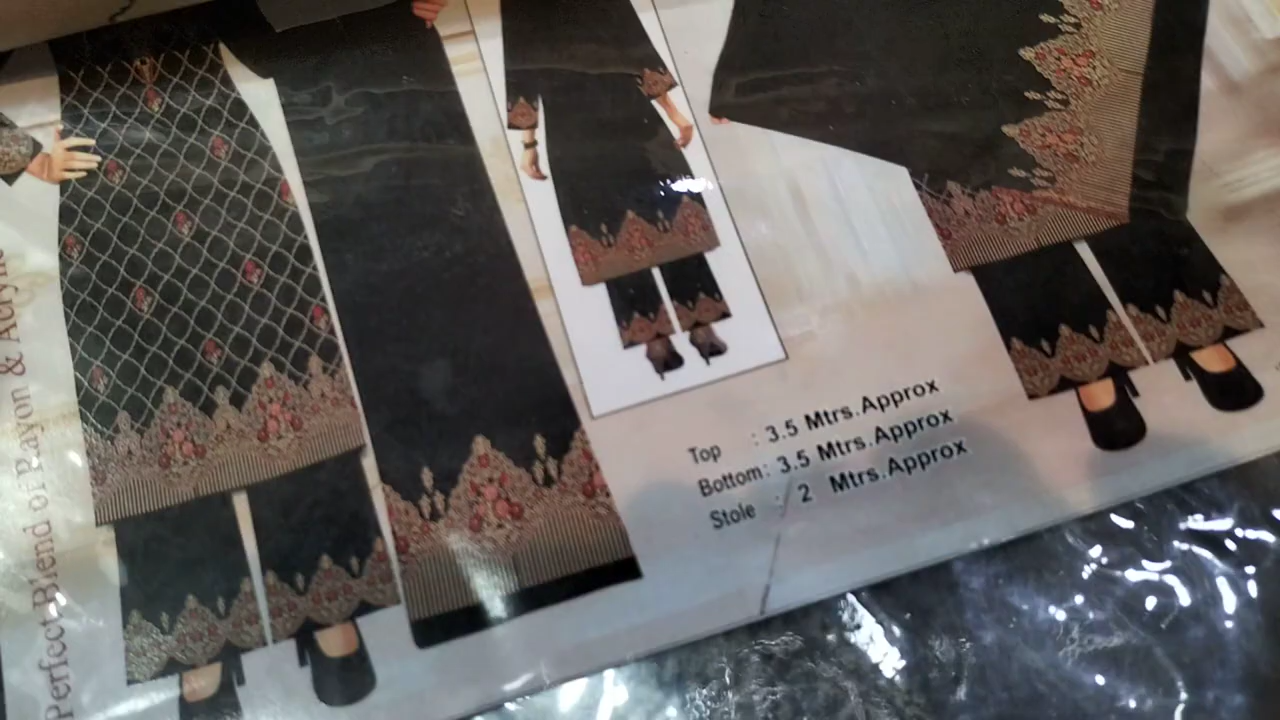 Perfect Blend of Rayon & Acrylic
Top : 3.5 Mtrs.Approx
Bottom: 3.5 Mtrs.Approx
Stole : 2 Mtrs.Approx